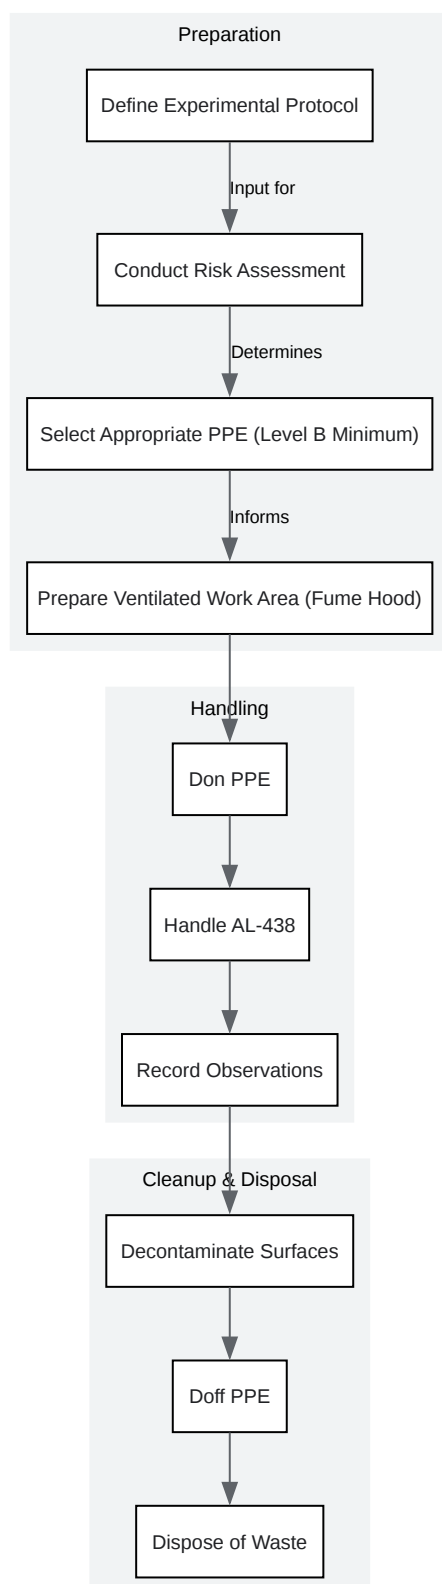 Preparation
Define Experimental Protocol
Input for
Conduct Risk Assessment
Determines
Select Appropriate PPE (Level B Minimum)
Informs
Prepare Ventilated Work Area (Fume Hood)
Handling
Don PPE
Handle AL-438
Record Observations
Cleanup & Disposal
Decontaminate Surfaces
Doff PPE
Dispose of Waste